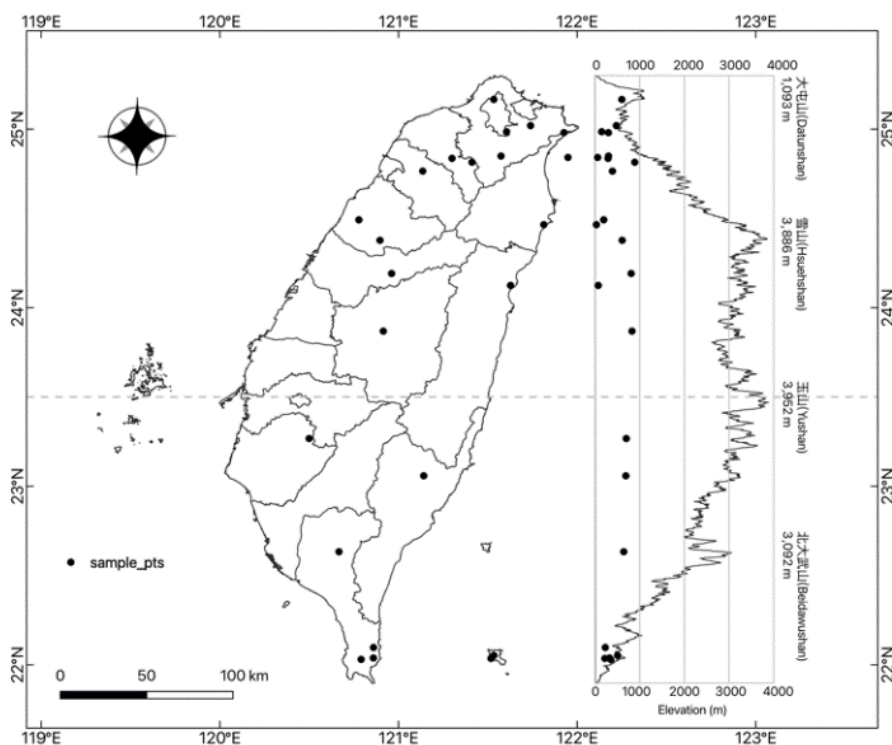 119°E 120°E 121°E 122°E 123°E
0 1000 2000 3000 4000
大屯山(Datunshan)
1,093 m
25°N 25°N
雪山(Hsuehshan)
3,886 m
24°N 24°N
玉山(Yushan)
3,952 m
23°N 23°N
北大武山(Beidawushan)
3,092 m
sample_pts
22°N 22°N
0 50 100 km
0 1000 2000 3000 4000
Elevation (m)
119°E 120°E 121°E 122°E 123°E